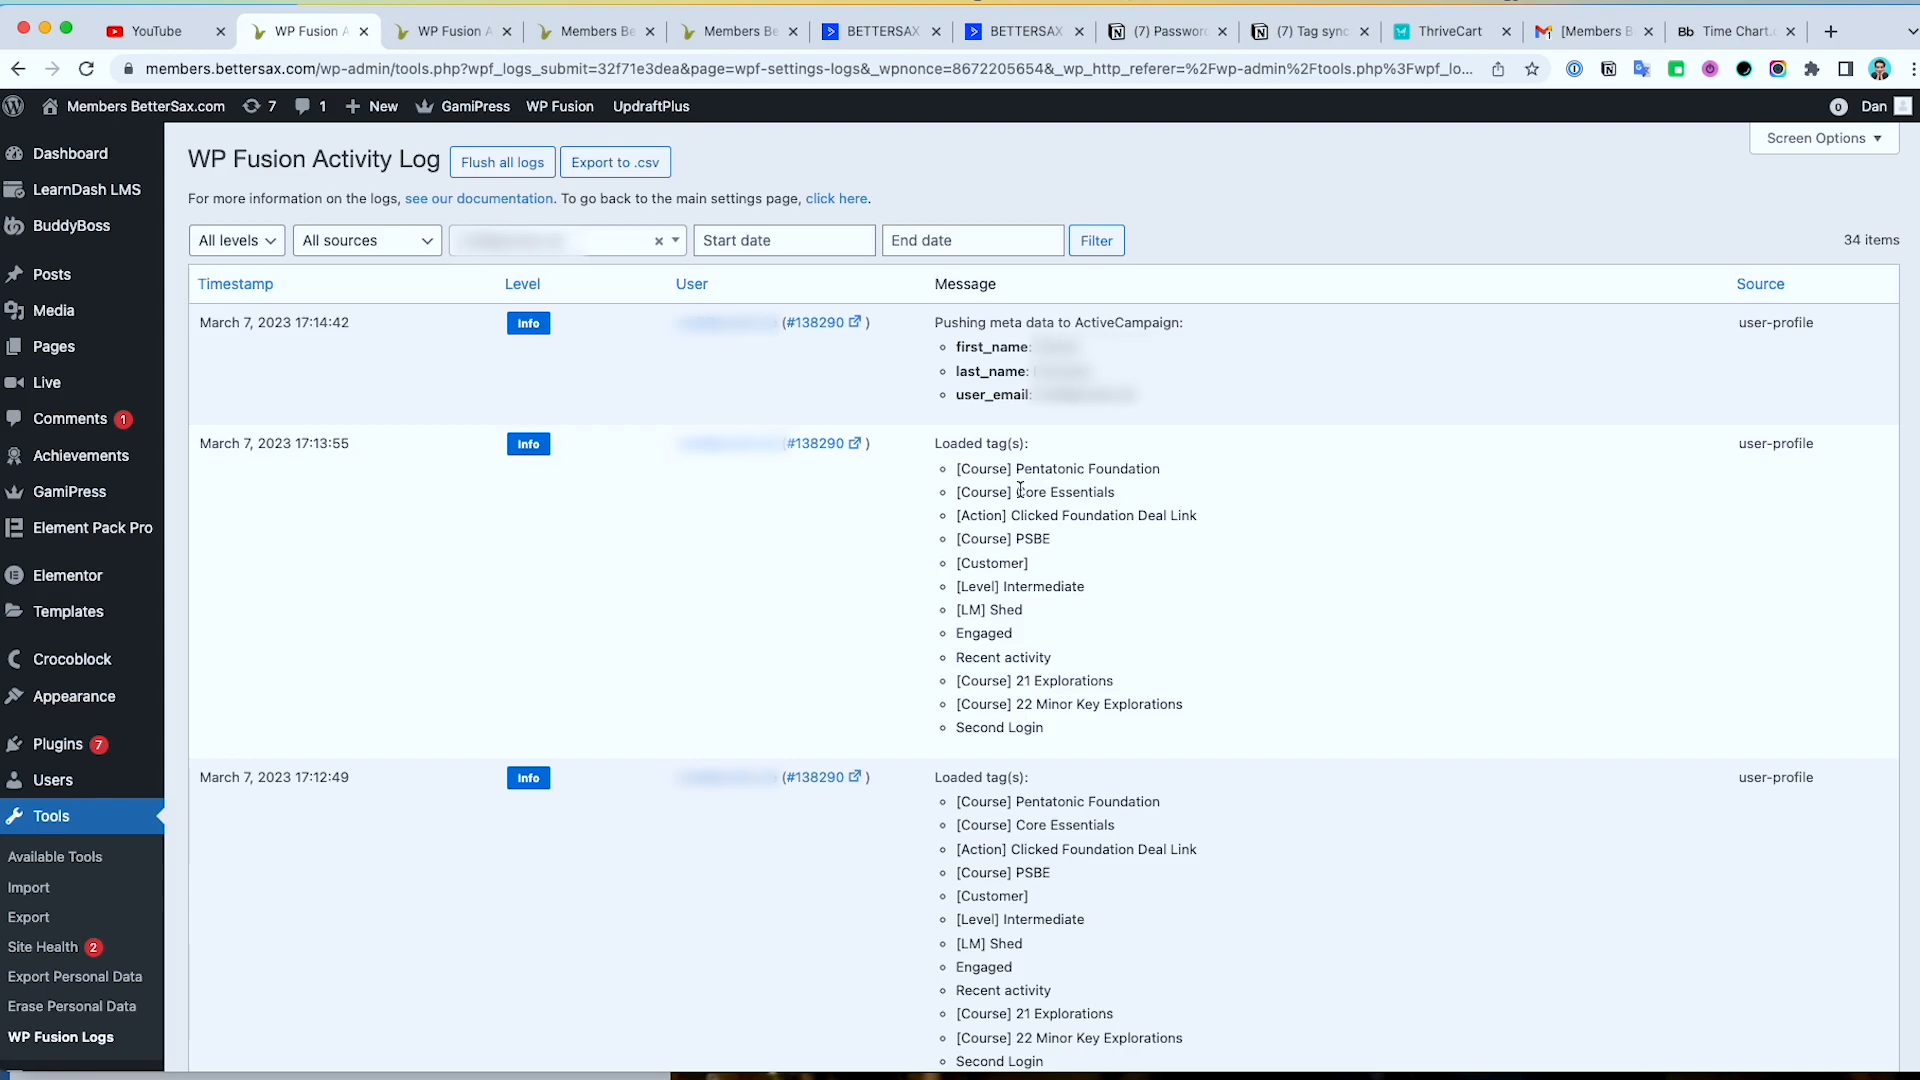 YouTube
WP Fusion A
WP Fusion A
Members Be
Members Be
BETTERSAX
BETTERSAX
(7) Passwor
(7) Tag sync
ThriveCart
[Members B
Time Chart.
members.bettersax.com/wp-admin/tools.php?wpf_logs_submit=32f71e3dea&page=wpf-settings-logs&_wpnonce=8672205654&_wp_http_referer=%2Fwp-admin%2Ftools.php%3Fwpf_lo...
Members BetterSax.com 7 1 New GamiPress WP Fusion UpdraftPlus 0 Dan
Screen Options
Dashboard
LearnDash LMS
BuddyBoss
Posts
Media
Pages
Live
Comments 1
Achievements
GamiPress
Element Pack Pro
Elementor
Templates
Crocoblock
Appearance
Plugins 7
Users
Tools
Available Tools
Import
Export
Site Health 2
Export Personal Data
Erase Personal Data
WP Fusion Logs
WP Fusion Activity Log Flush all logs Export to .csv
For more information on the logs, see our documentation. To go back to the main settings page, click here.
All levels All sources Start date End date Filter 34 items
Timestamp Level User Message Source
March 7, 2023 17:14:42 Info (#138290 ) Pushing meta data to ActiveCampaign: user-profile
first_name:
last_name:
user_email:
March 7, 2023 17:13:55 Info (#138290 ) Loaded tag(s): user-profile
[Course] Pentatonic Foundation
[Course] Core Essentials
[Action] Clicked Foundation Deal Link
[Course] PSBE
[Customer]
[Level] Intermediate
[LM] Shed
Engaged
Recent activity
[Course] 21 Explorations
[Course] 22 Minor Key Explorations
Second Login
March 7, 2023 17:12:49 Info (#138290 ) Loaded tag(s): user-profile
[Course] Pentatonic Foundation
[Course] Core Essentials
[Action] Clicked Foundation Deal Link
[Course] PSBE
[Customer]
[Level] Intermediate
[LM] Shed
Engaged
Recent activity
[Course] 21 Explorations
[Course] 22 Minor Key Explorations
Second Login